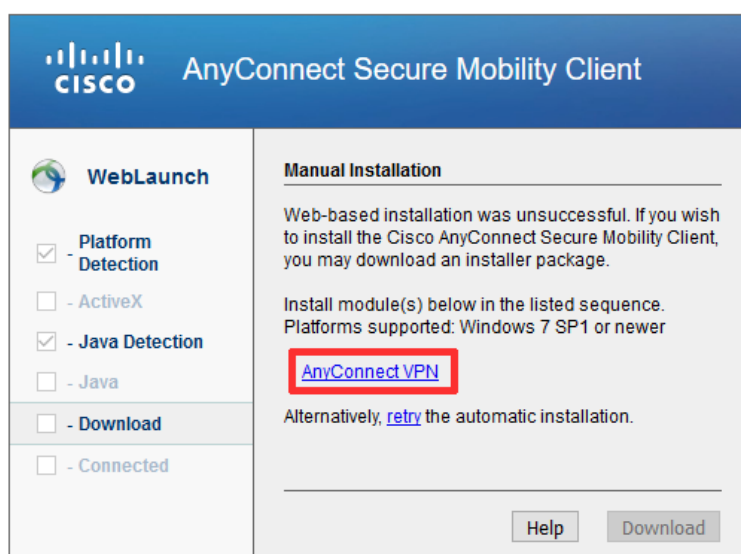 CISCO
AnyConnect Secure Mobility Client
WebLaunch
- Platform
Detection
- ActiveX
- Java Detection
- Java
- Download
- Connected
Manual Installation
Web-based installation was unsuccessful. If you wish
to install the Cisco AnyConnect Secure Mobility Client,
you may download an installer package.
Install module(s) below in the listed sequence.
Platforms supported: Windows 7 SP1 or newer
AnyConnect VPN
Alternatively, retry the automatic installation.
Help
Download